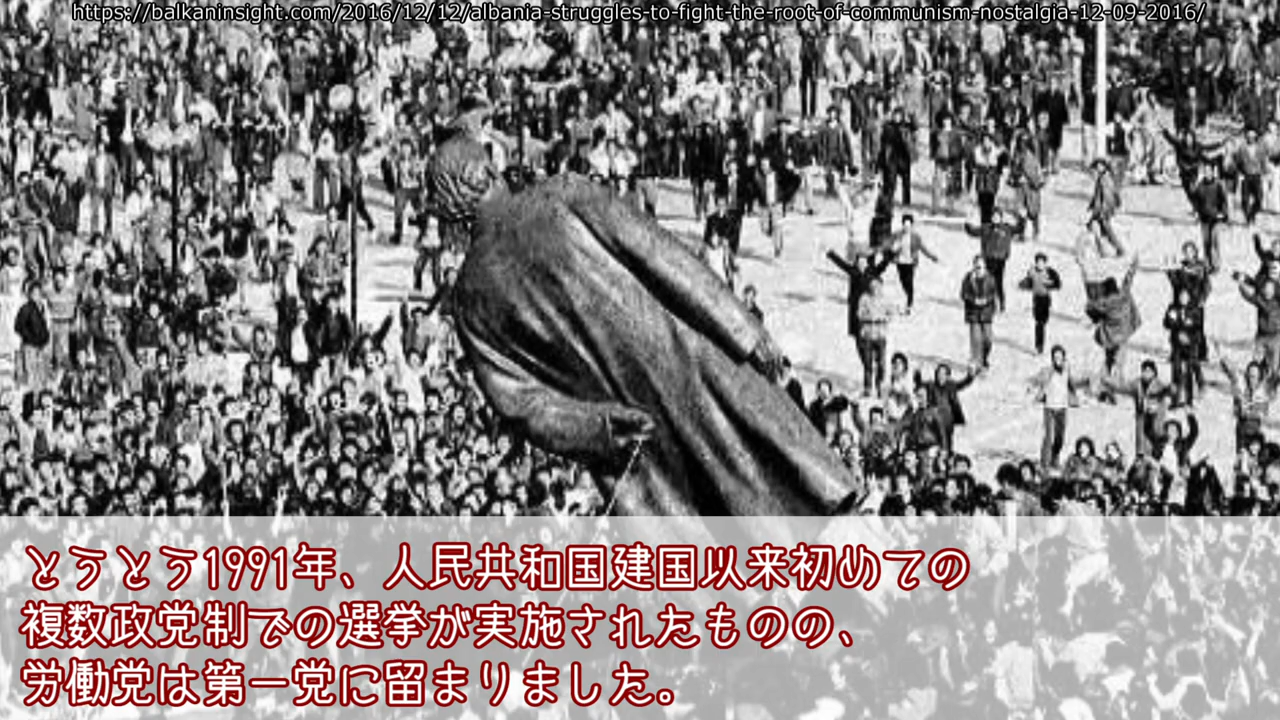 https://balkaninsight.com/2016/12/12/albania-struggles-to-fight-the-root-of-communism-nostalgia-12-09-2016/
とうとう1991年、人民共和国建国以来初めての
複数政党制での選挙が実施されたものの、
労働党は第一党に留まりました。